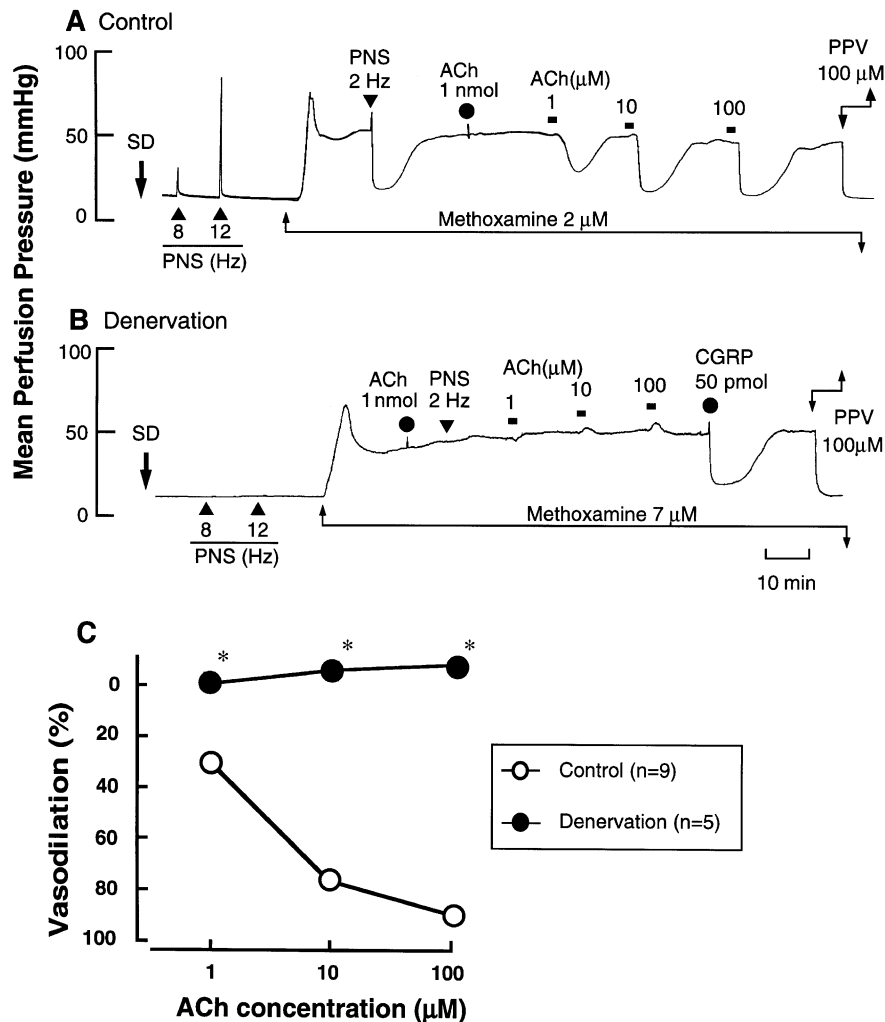 A Control
Mean Perfusion Pressure (mmHg)
100
50
0
SD
8 12
PNS (Hz)
PNS
2 Hz
ACh
1 nmol
ACh(µM)
1 10 100
PPV
100 µM
Methoxamine 2 µM
B Denervation
100
50
0
SD
8 12
PNS (Hz)
ACh
1 nmol
PNS
2 Hz
ACh(µM)
1 10 100
CGRP
50 pmol
PPV
100µM
Methoxamine 7 µM
10 min
C
Vasodilation (%)
0
20
40
60
80
100
* * *
Control (n=9)
Denervation (n=5)
1 10 100
ACh concentration (µM)